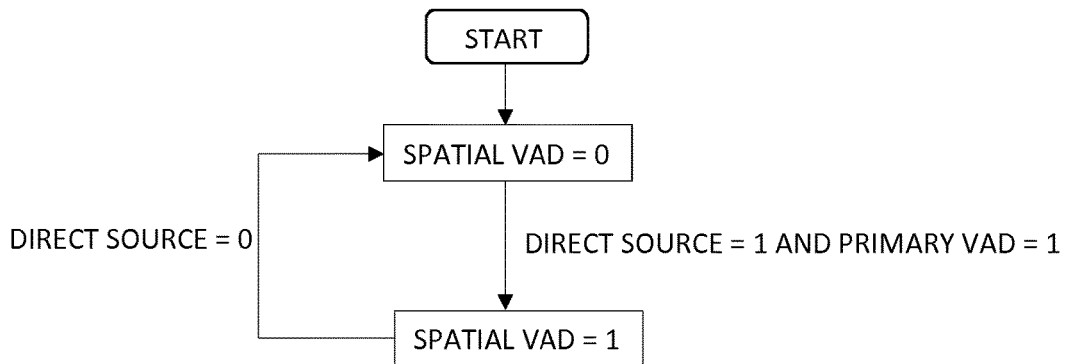 START
SPATIAL VAD = 0
DIRECT SOURCE = 0
DIRECT SOURCE = 1 AND PRIMARY VAD = 1
SPATIAL VAD = 1